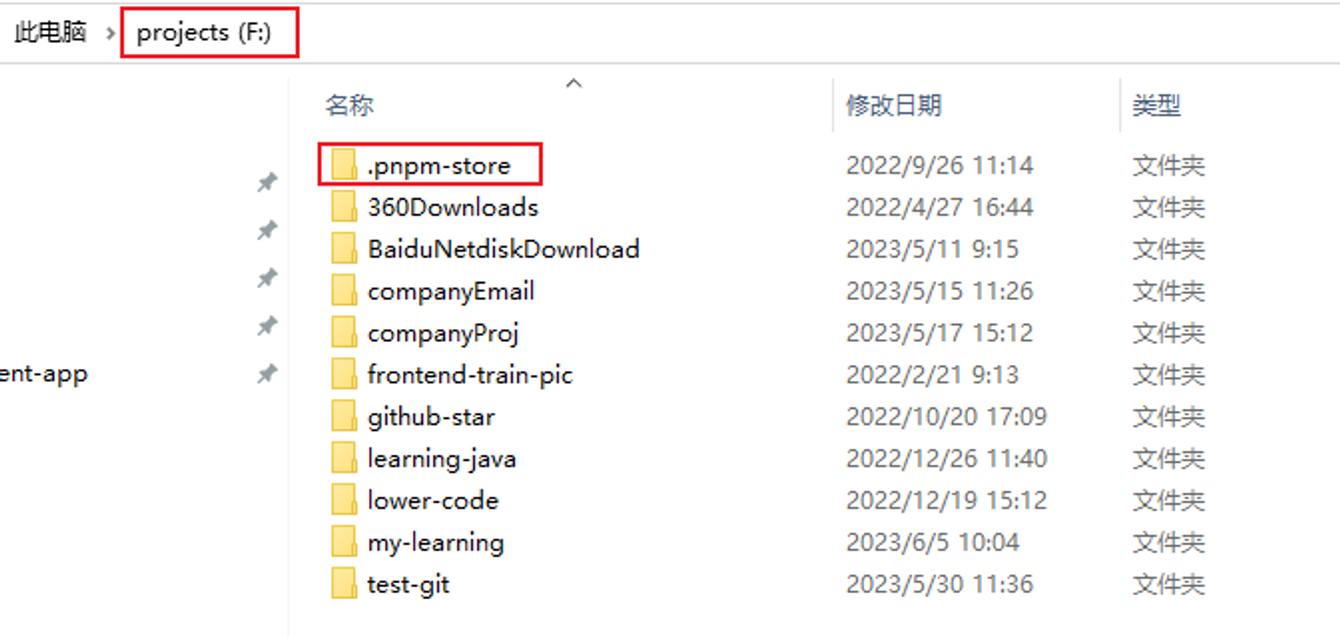 此电脑 > projects (F:)
名称 修改日期 类型
.pnpm-store 2022/9/26 11:14 文件夹
360Downloads 2022/4/27 16:44 文件夹
BaiduNetdiskDownload 2023/5/11 9:15 文件夹
companyEmail 2023/5/15 11:26 文件夹
companyProj 2023/5/17 15:12 文件夹
ent-app frontend-train-pic 2022/2/21 9:13 文件夹
github-star 2022/10/20 17:09 文件夹
learning-java 2022/12/26 11:40 文件夹
lower-code 2022/12/19 15:12 文件夹
my-learning 2023/6/5 10:04 文件夹
test-git 2023/5/30 11:36 文件夹